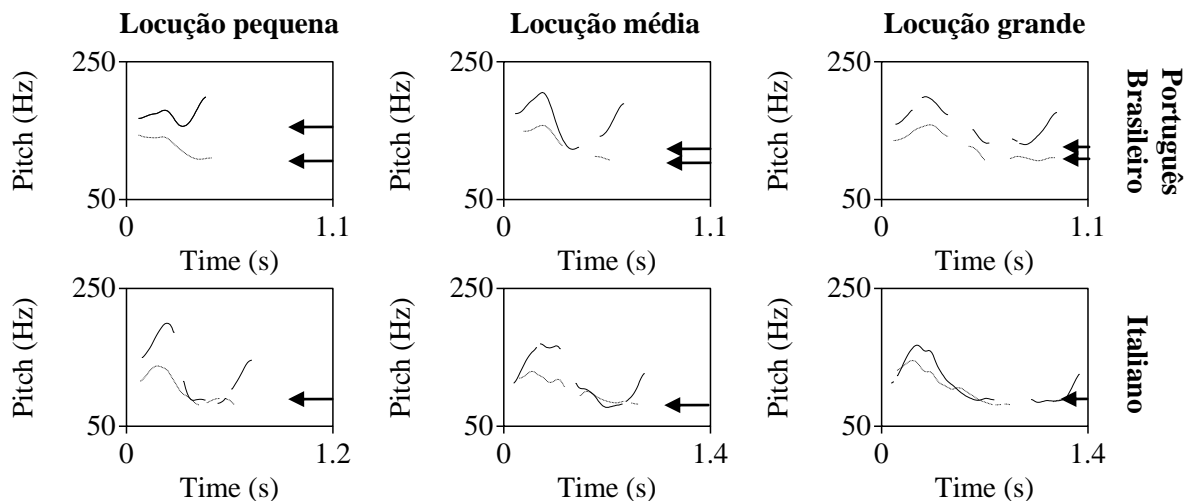 Locução pequena Locução média Locução grande
250 250 250
Pitch (Hz) Pitch (Hz) Pitch (Hz)
Português
Brasileiro
50 50 50
0 1.1 0 1.1 0 1.1
Time (s) Time (s) Time (s)
250 250 250
Pitch (Hz) Pitch (Hz) Pitch (Hz)
Italiano
50 50 50
0 1.2 0 1.4 0 1.4
Time (s) Time (s) Time (s)